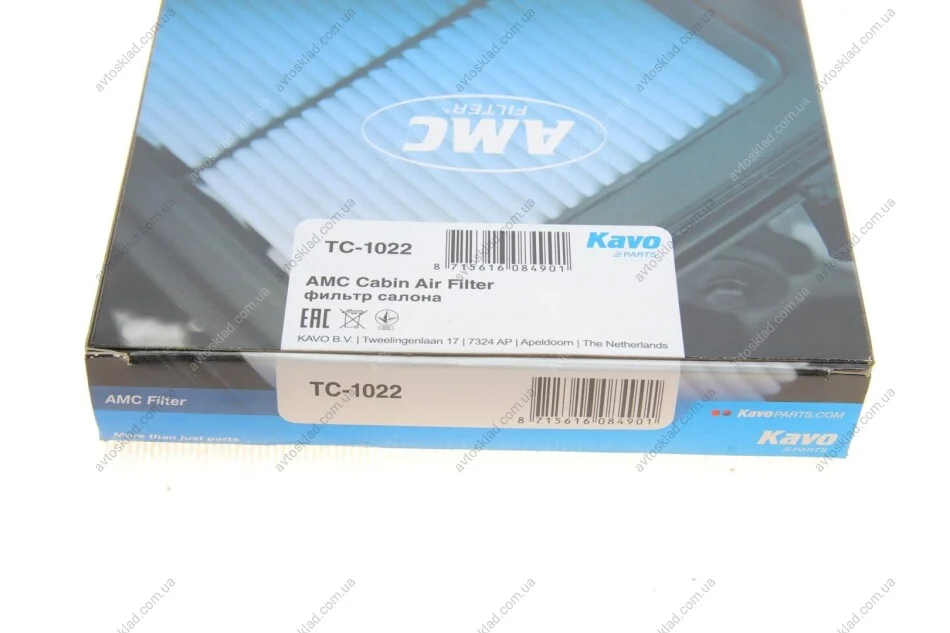 AMC
FILTER
TC-1022
8 715616 084901
Kavo
PARTS
AMC Cabin Air Filter
фильтр салона
EAC
KAVO B.V. | Tweelingenlaan 17 | 7324 AP | Apeldoorn | The Netherlands
TC-1022
8 715616 084901
AMC Filter
More than just parts
KavoPARTS.COM
Kavo
PARTS
avtosklad.com.ua